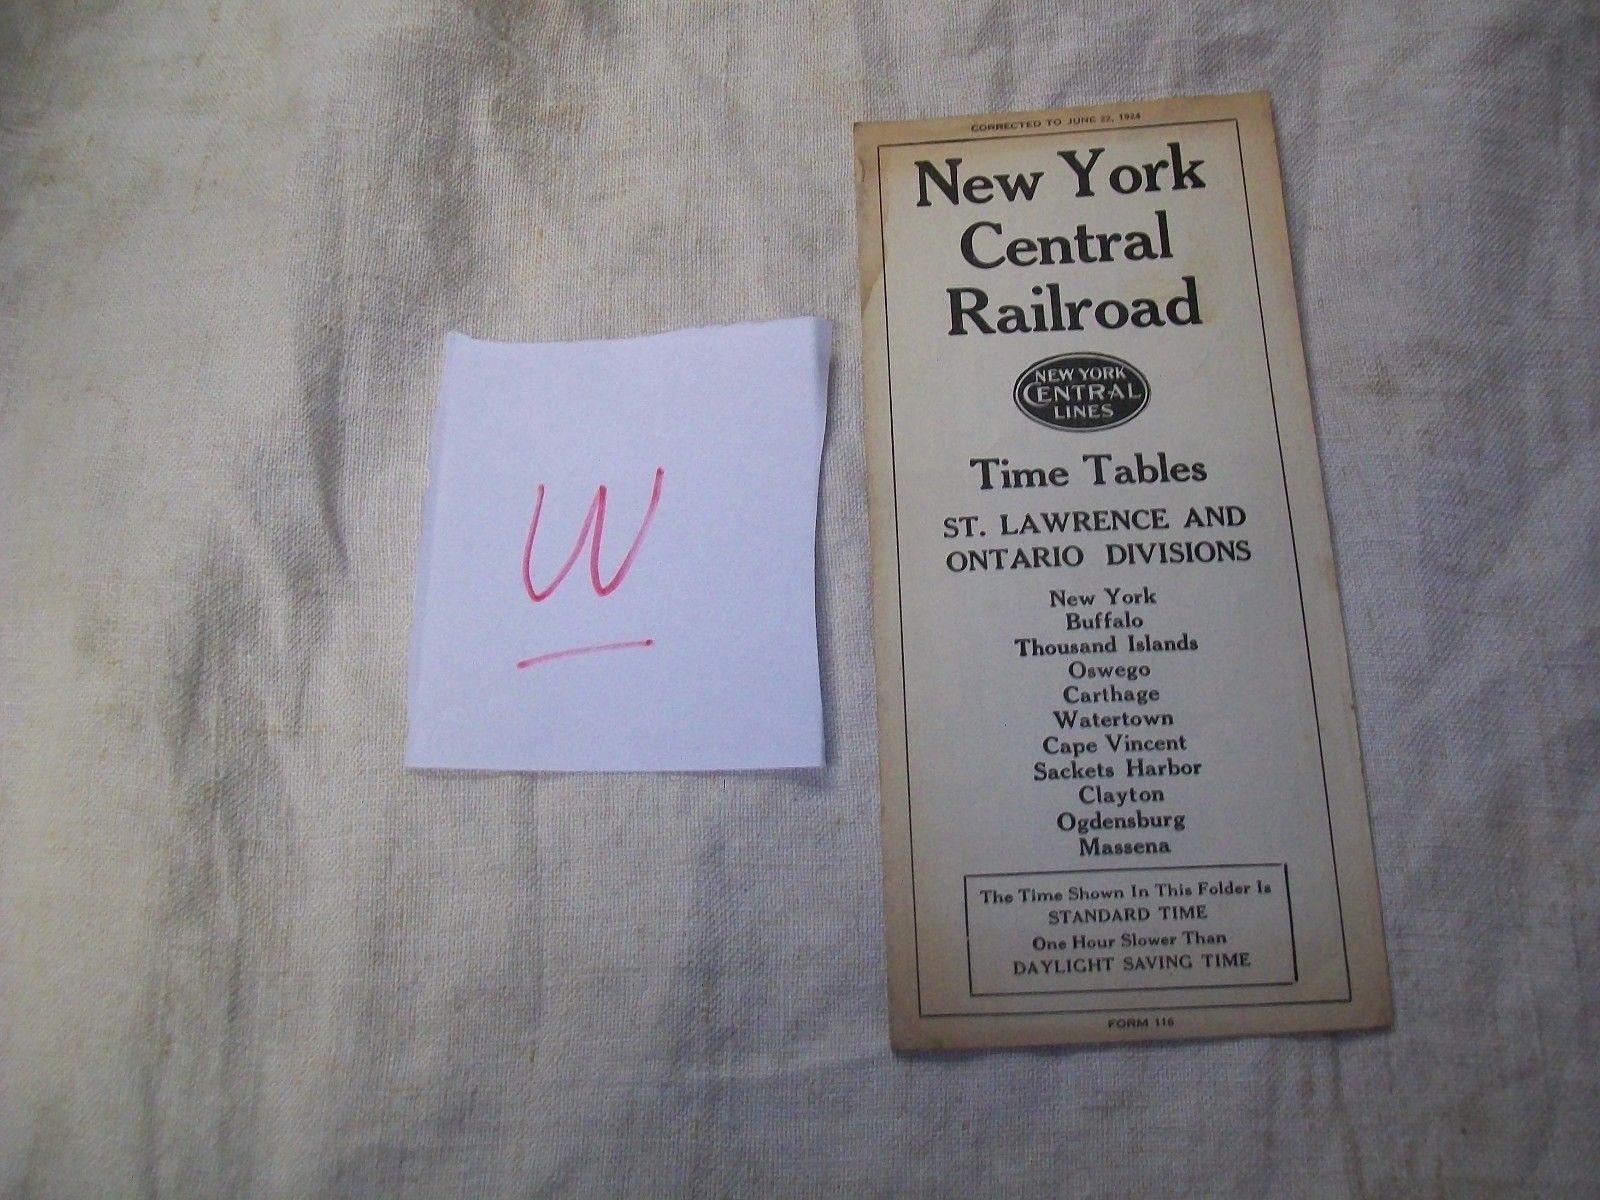 W
CORRECTED TO JUNE 22, 1924
New York
Central
Railroad
NEW YORK
CENTRAL
LINES
Time Tables
ST. LAWRENCE AND
ONTARIO DIVISIONS
New York
Buffalo
Thousand Islands
Oswego
Carthage
Watertown
Cape Vincent
Sackets Harbor
Clayton
Ogdensburg
Massena
The Time Shown In This Folder Is
STANDARD TIME
One Hour Slower Than
DAYLIGHT SAVING TIME
FORM 116